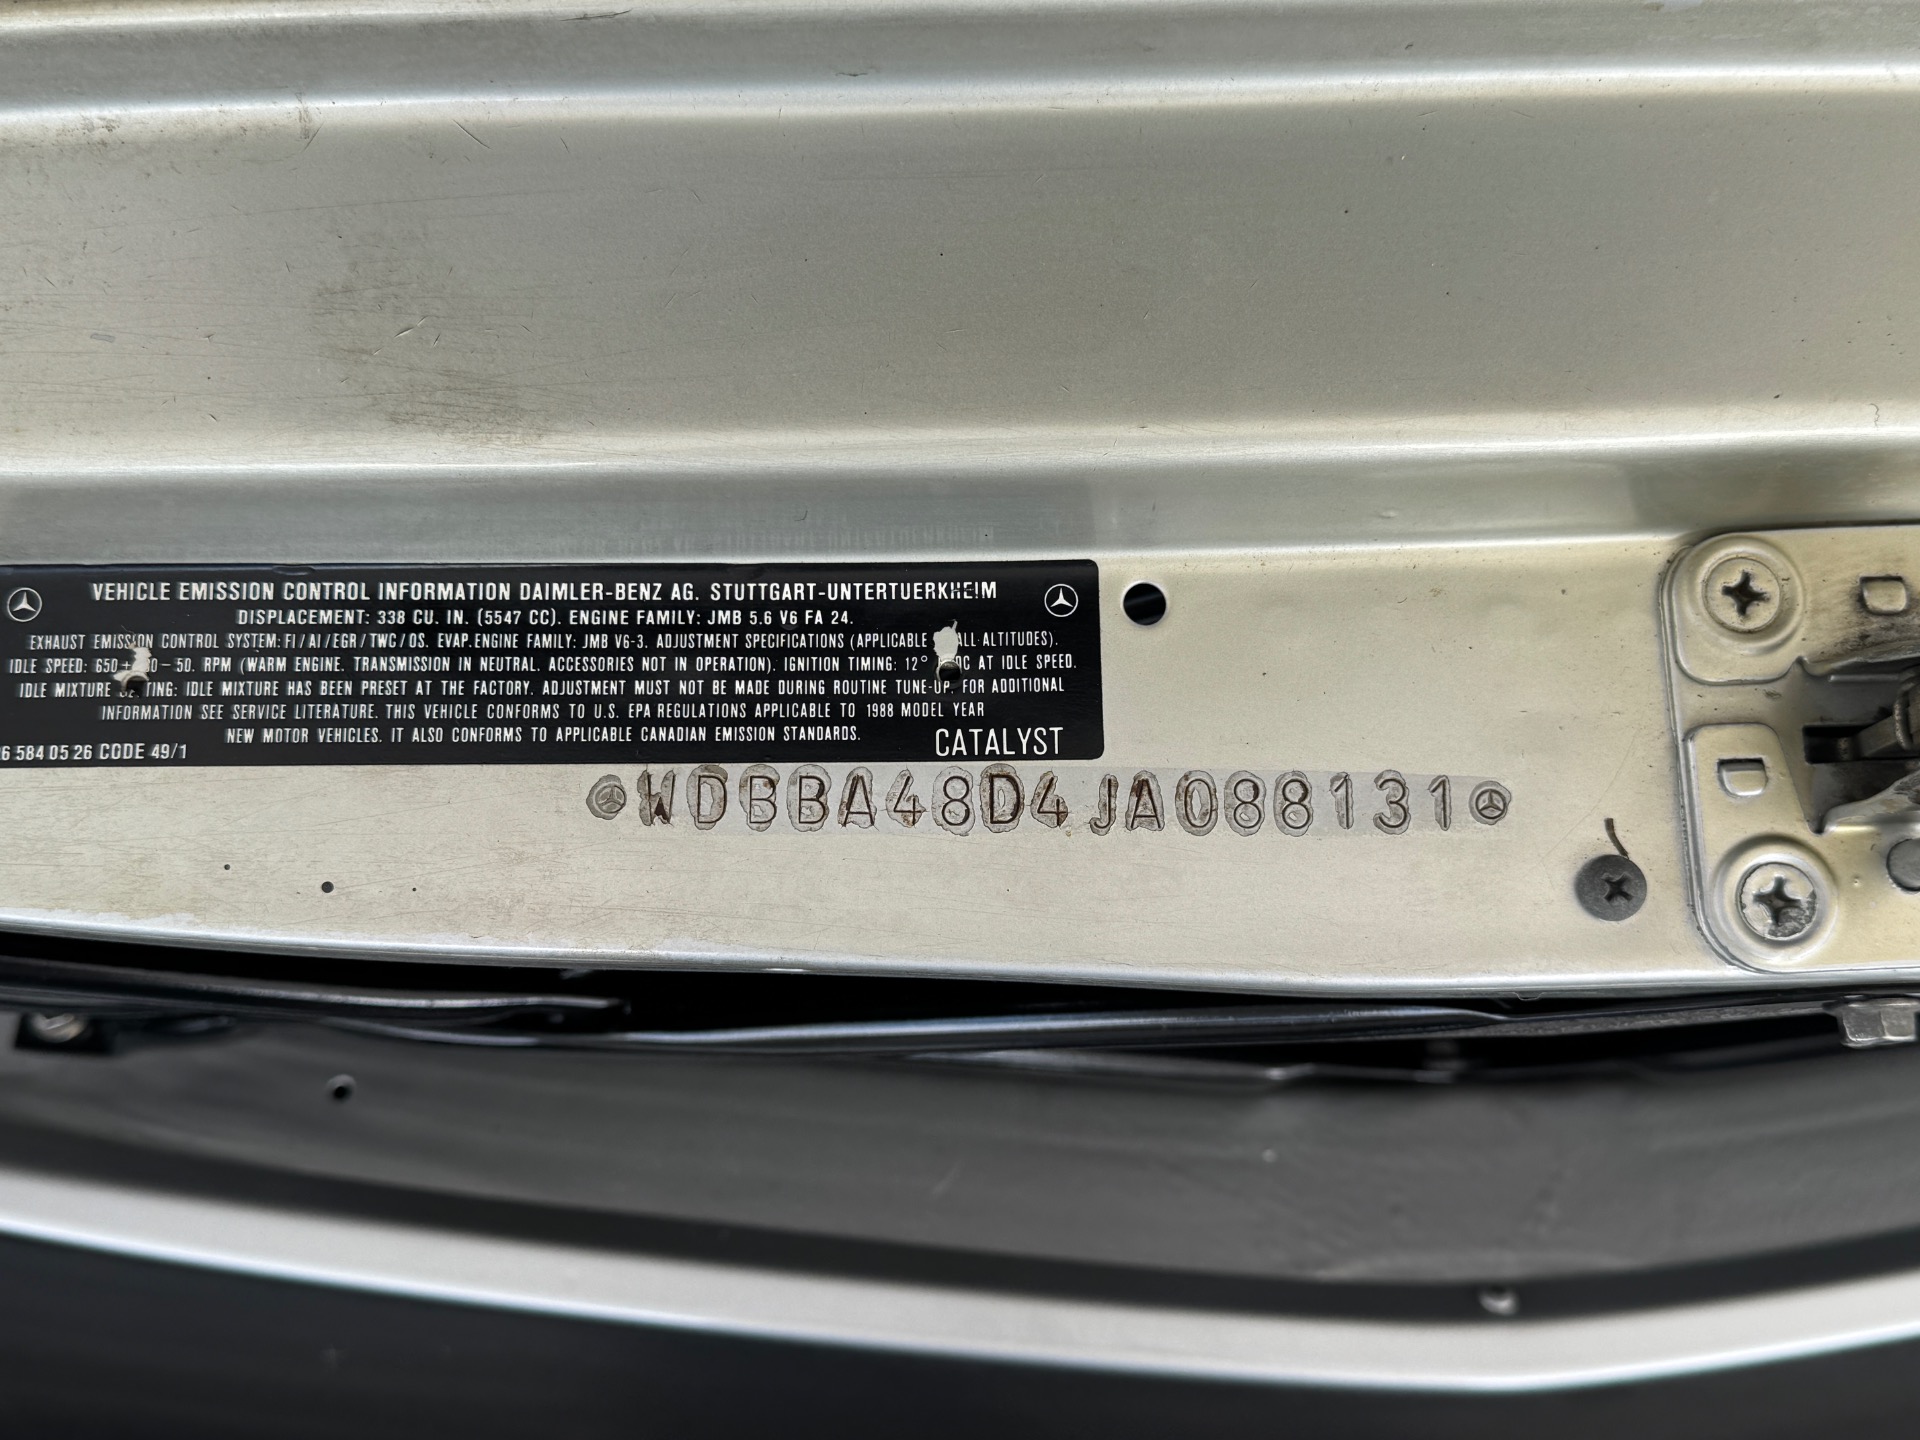 VEHICLE EMISSION CONTROL INFORMATION DAIMLER-BENZ AG. STUTTGART-UNTERTUERKHEIM
DISPLACEMENT: 338 CU. IN. (5547 CC). ENGINE FAMILY: JMB 5.6 V6 FA 24.
EXHAUST EMISSION CONTROL SYSTEM: FI/AI/EGR/TWC/OS. EVAP. ENGINE FAMILY: JMB V6-3. ADJUSTMENT SPECIFICATIONS (APPLICABLE ALL ALTITUDES).
IDLE SPEED: 650 - 50. RPM (WARM ENGINE. TRANSMISSION IN NEUTRAL. ACCESSORIES NOT IN OPERATION). IGNITION TIMING: 12° AT IDLE SPEED.
IDLE MIXTURE TING: IDLE MIXTURE HAS BEEN PRESET AT THE FACTORY. ADJUSTMENT MUST NOT BE MADE DURING ROUTINE TUNE-UP. FOR ADDITIONAL
INFORMATION SEE SERVICE LITERATURE. THIS VEHICLE CONFORMS TO U.S. EPA REGULATIONS APPLICABLE TO 1988 MODEL YEAR
NEW MOTOR VEHICLES. IT ALSO CONFORMS TO APPLICABLE CANADIAN EMISSION STANDARDS.
6 584 05 26 CODE 49/1 CATALYST
WDBBA48D4JA088131